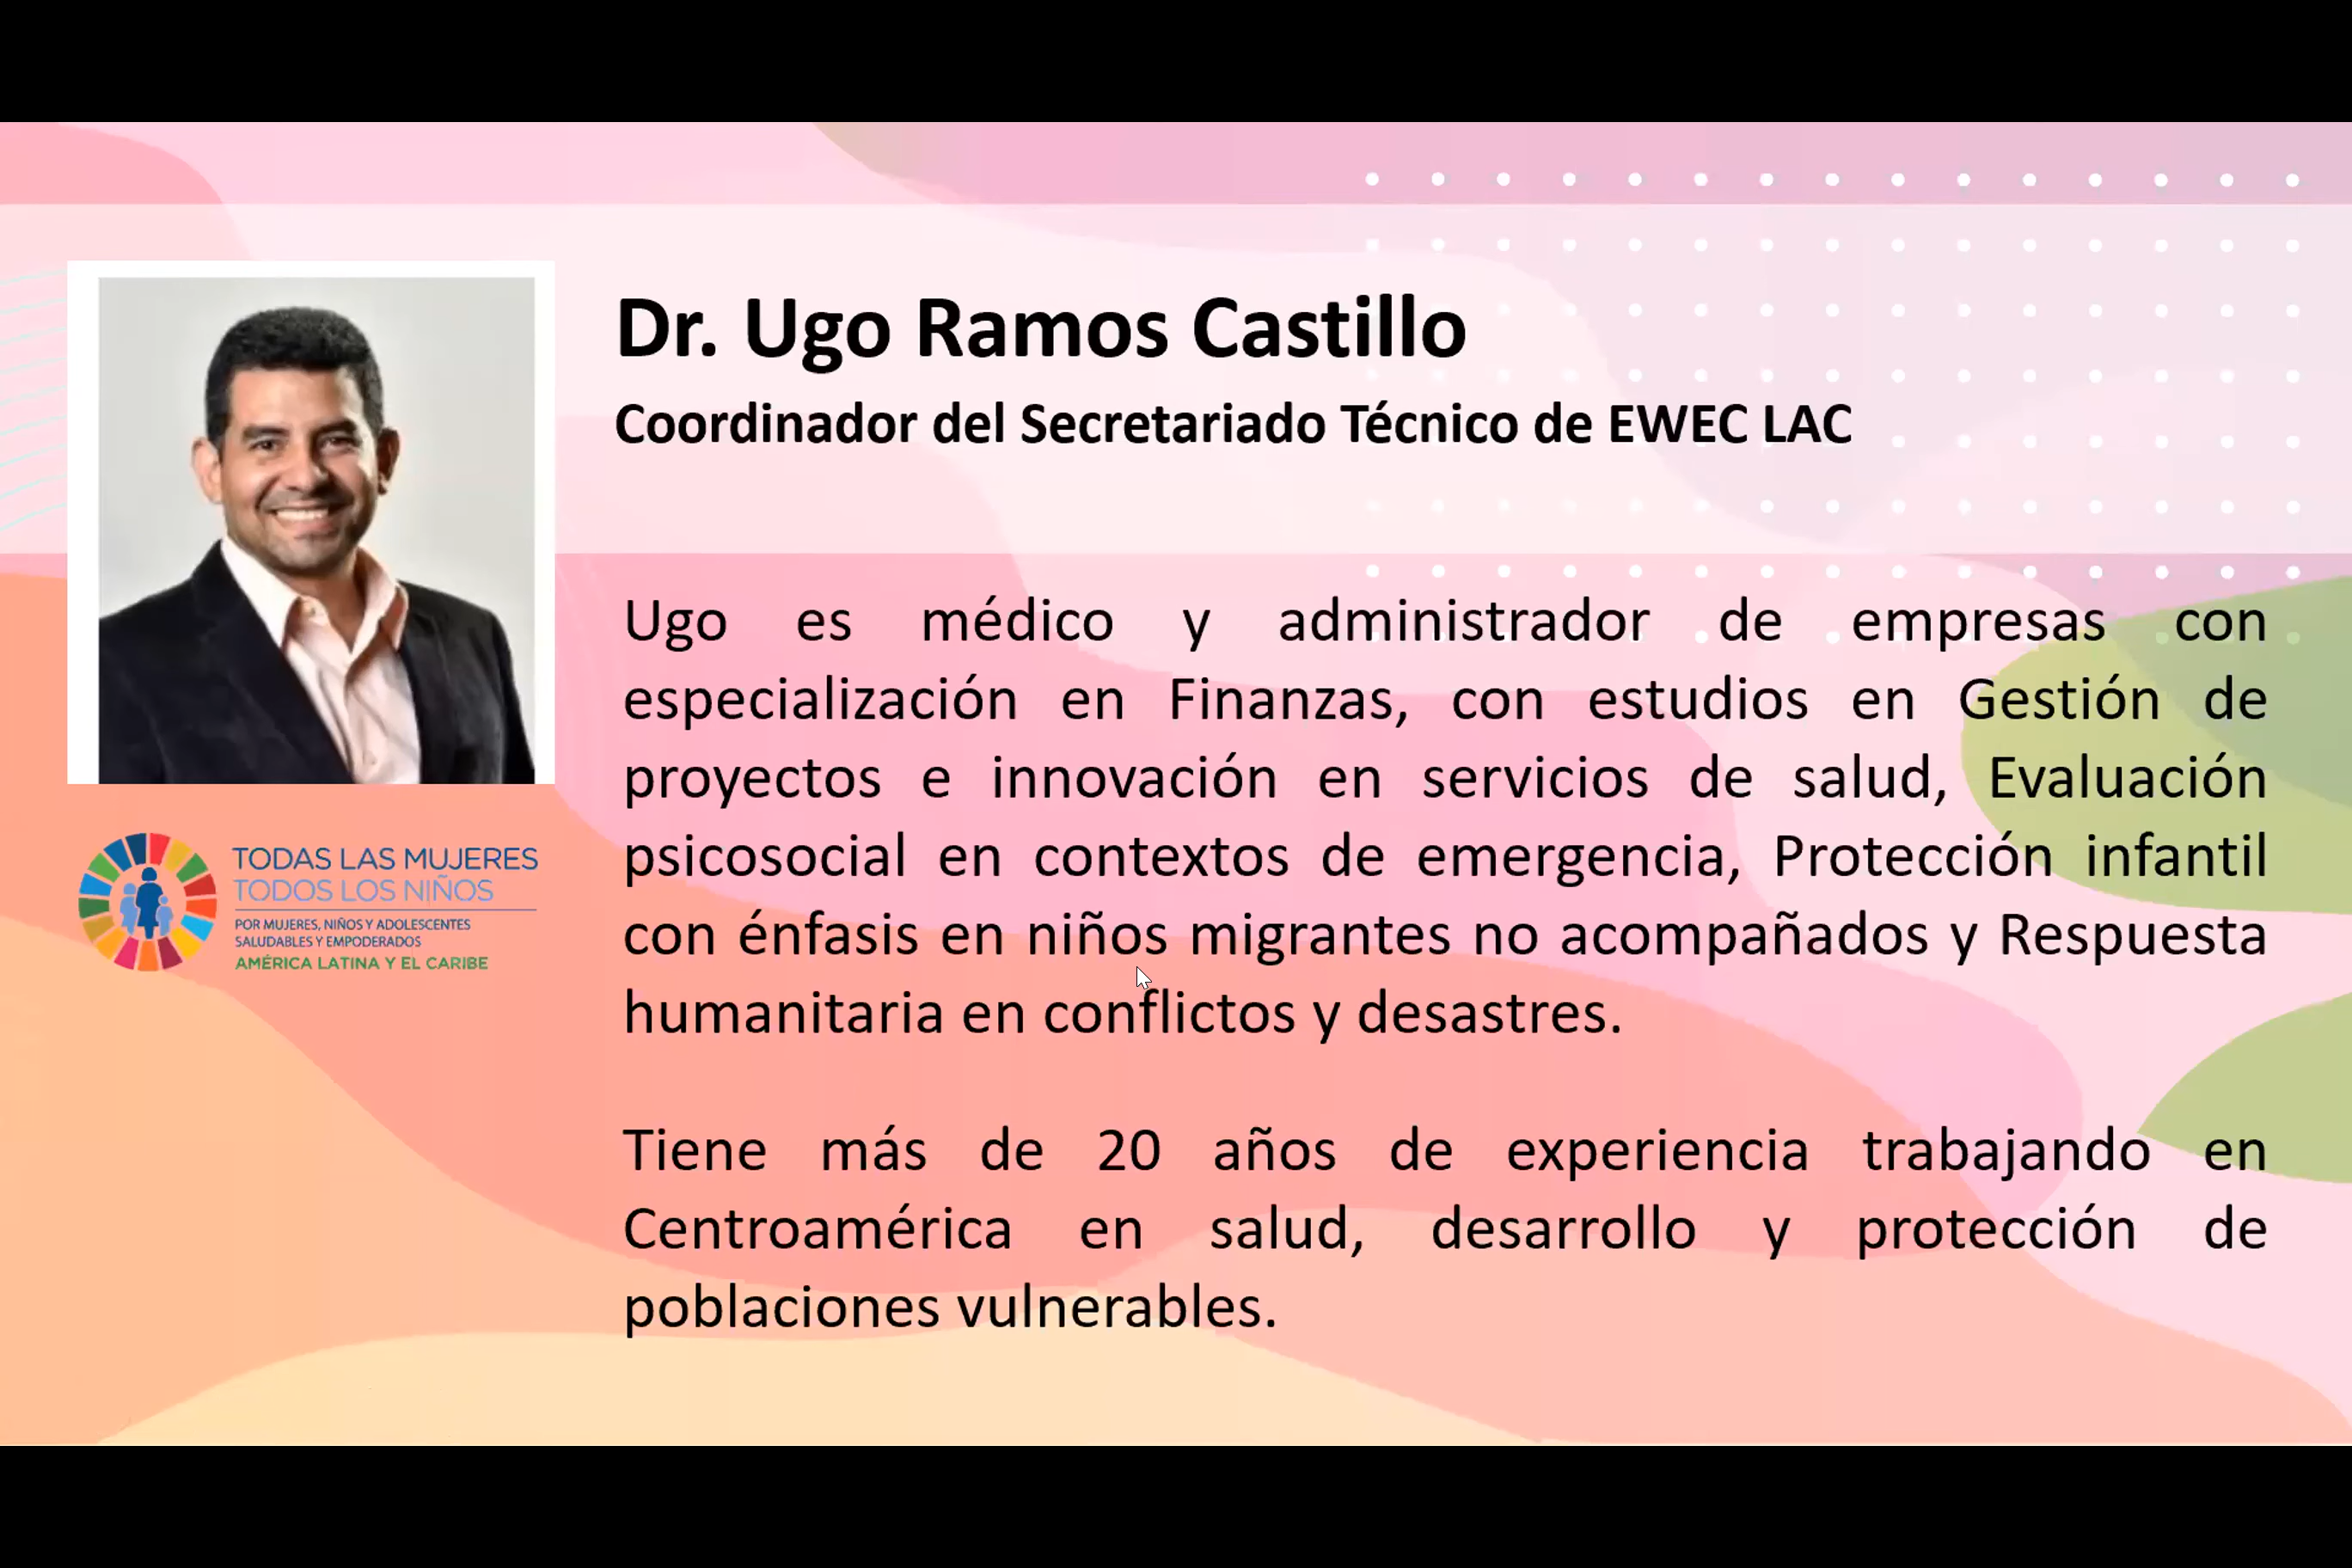 Dr. Ugo Ramos Castillo
Coordinador del Secretariado Técnico de EWEC LAC
Ugo es médico y administrador de empresas con
especialización en Finanzas, con estudios en Gestión de
proyectos e innovación en servicios de salud, Evaluación
psicosocial en contextos de emergencia, Protección infantil
con énfasis en niños migrantes no acompañados y Respuesta
humanitaria en conflictos y desastres.
Tiene más de 20 años de experiencia trabajando en
Centroamérica en salud, desarrollo y protección de
poblaciones vulnerables.
TODAS LAS MUJERES
TODOS LOS NIÑOS
POR MUJERES, NIÑOS Y ADOLESCENTES
SALUDABLES Y EMPODERADOS
AMÉRICA LATINA Y EL CARIBE